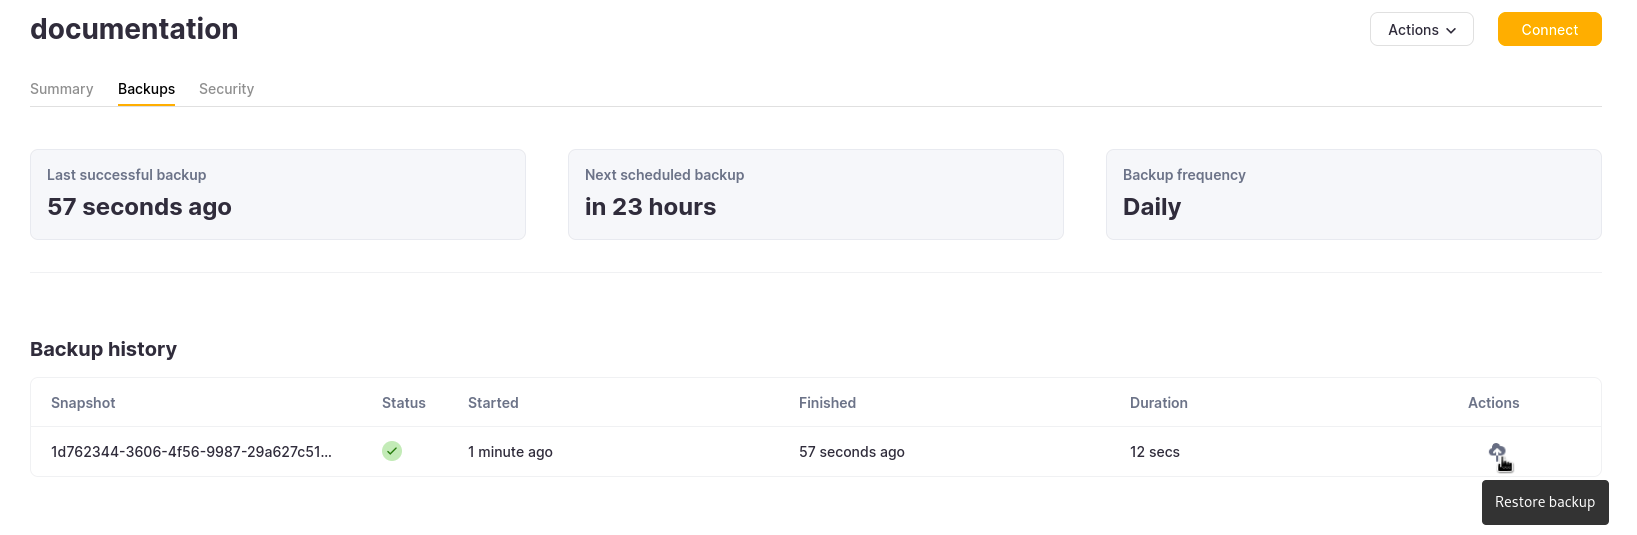 documentation
Actions
Connect
Summary Backups Security
Last successful backup
57 seconds ago
Next scheduled backup
in 23 hours
Backup frequency
Daily
Backup history
Snapshot Status Started Finished Duration Actions
1d762344-3606-4f56-9987-29a627c51... 1 minute ago 57 seconds ago 12 secs
Restore backup